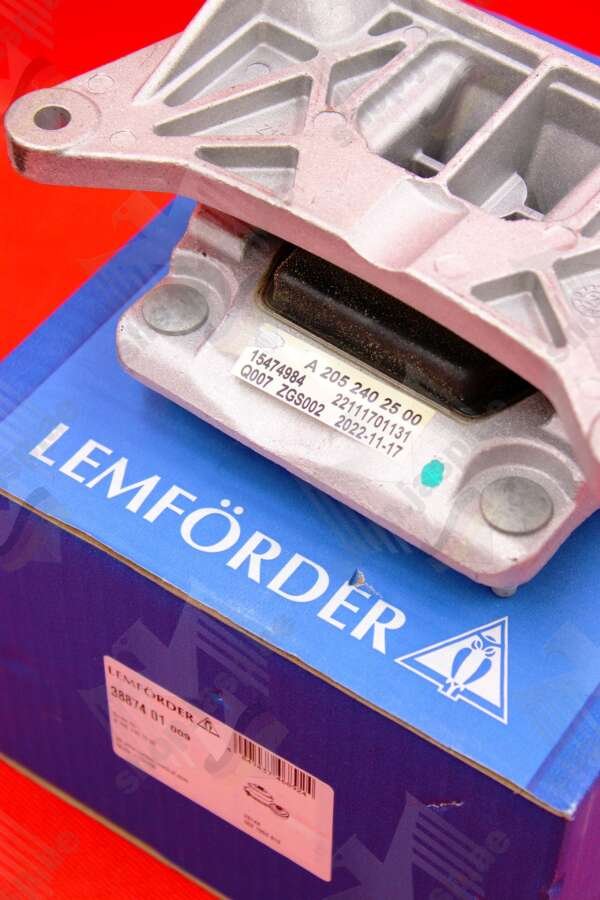 A 205 240 25 00
15474984 22111701131
Q007 ZGS002 2022-11-17
LEMFÖRDER
LEMFÖRDER
38874 01 009